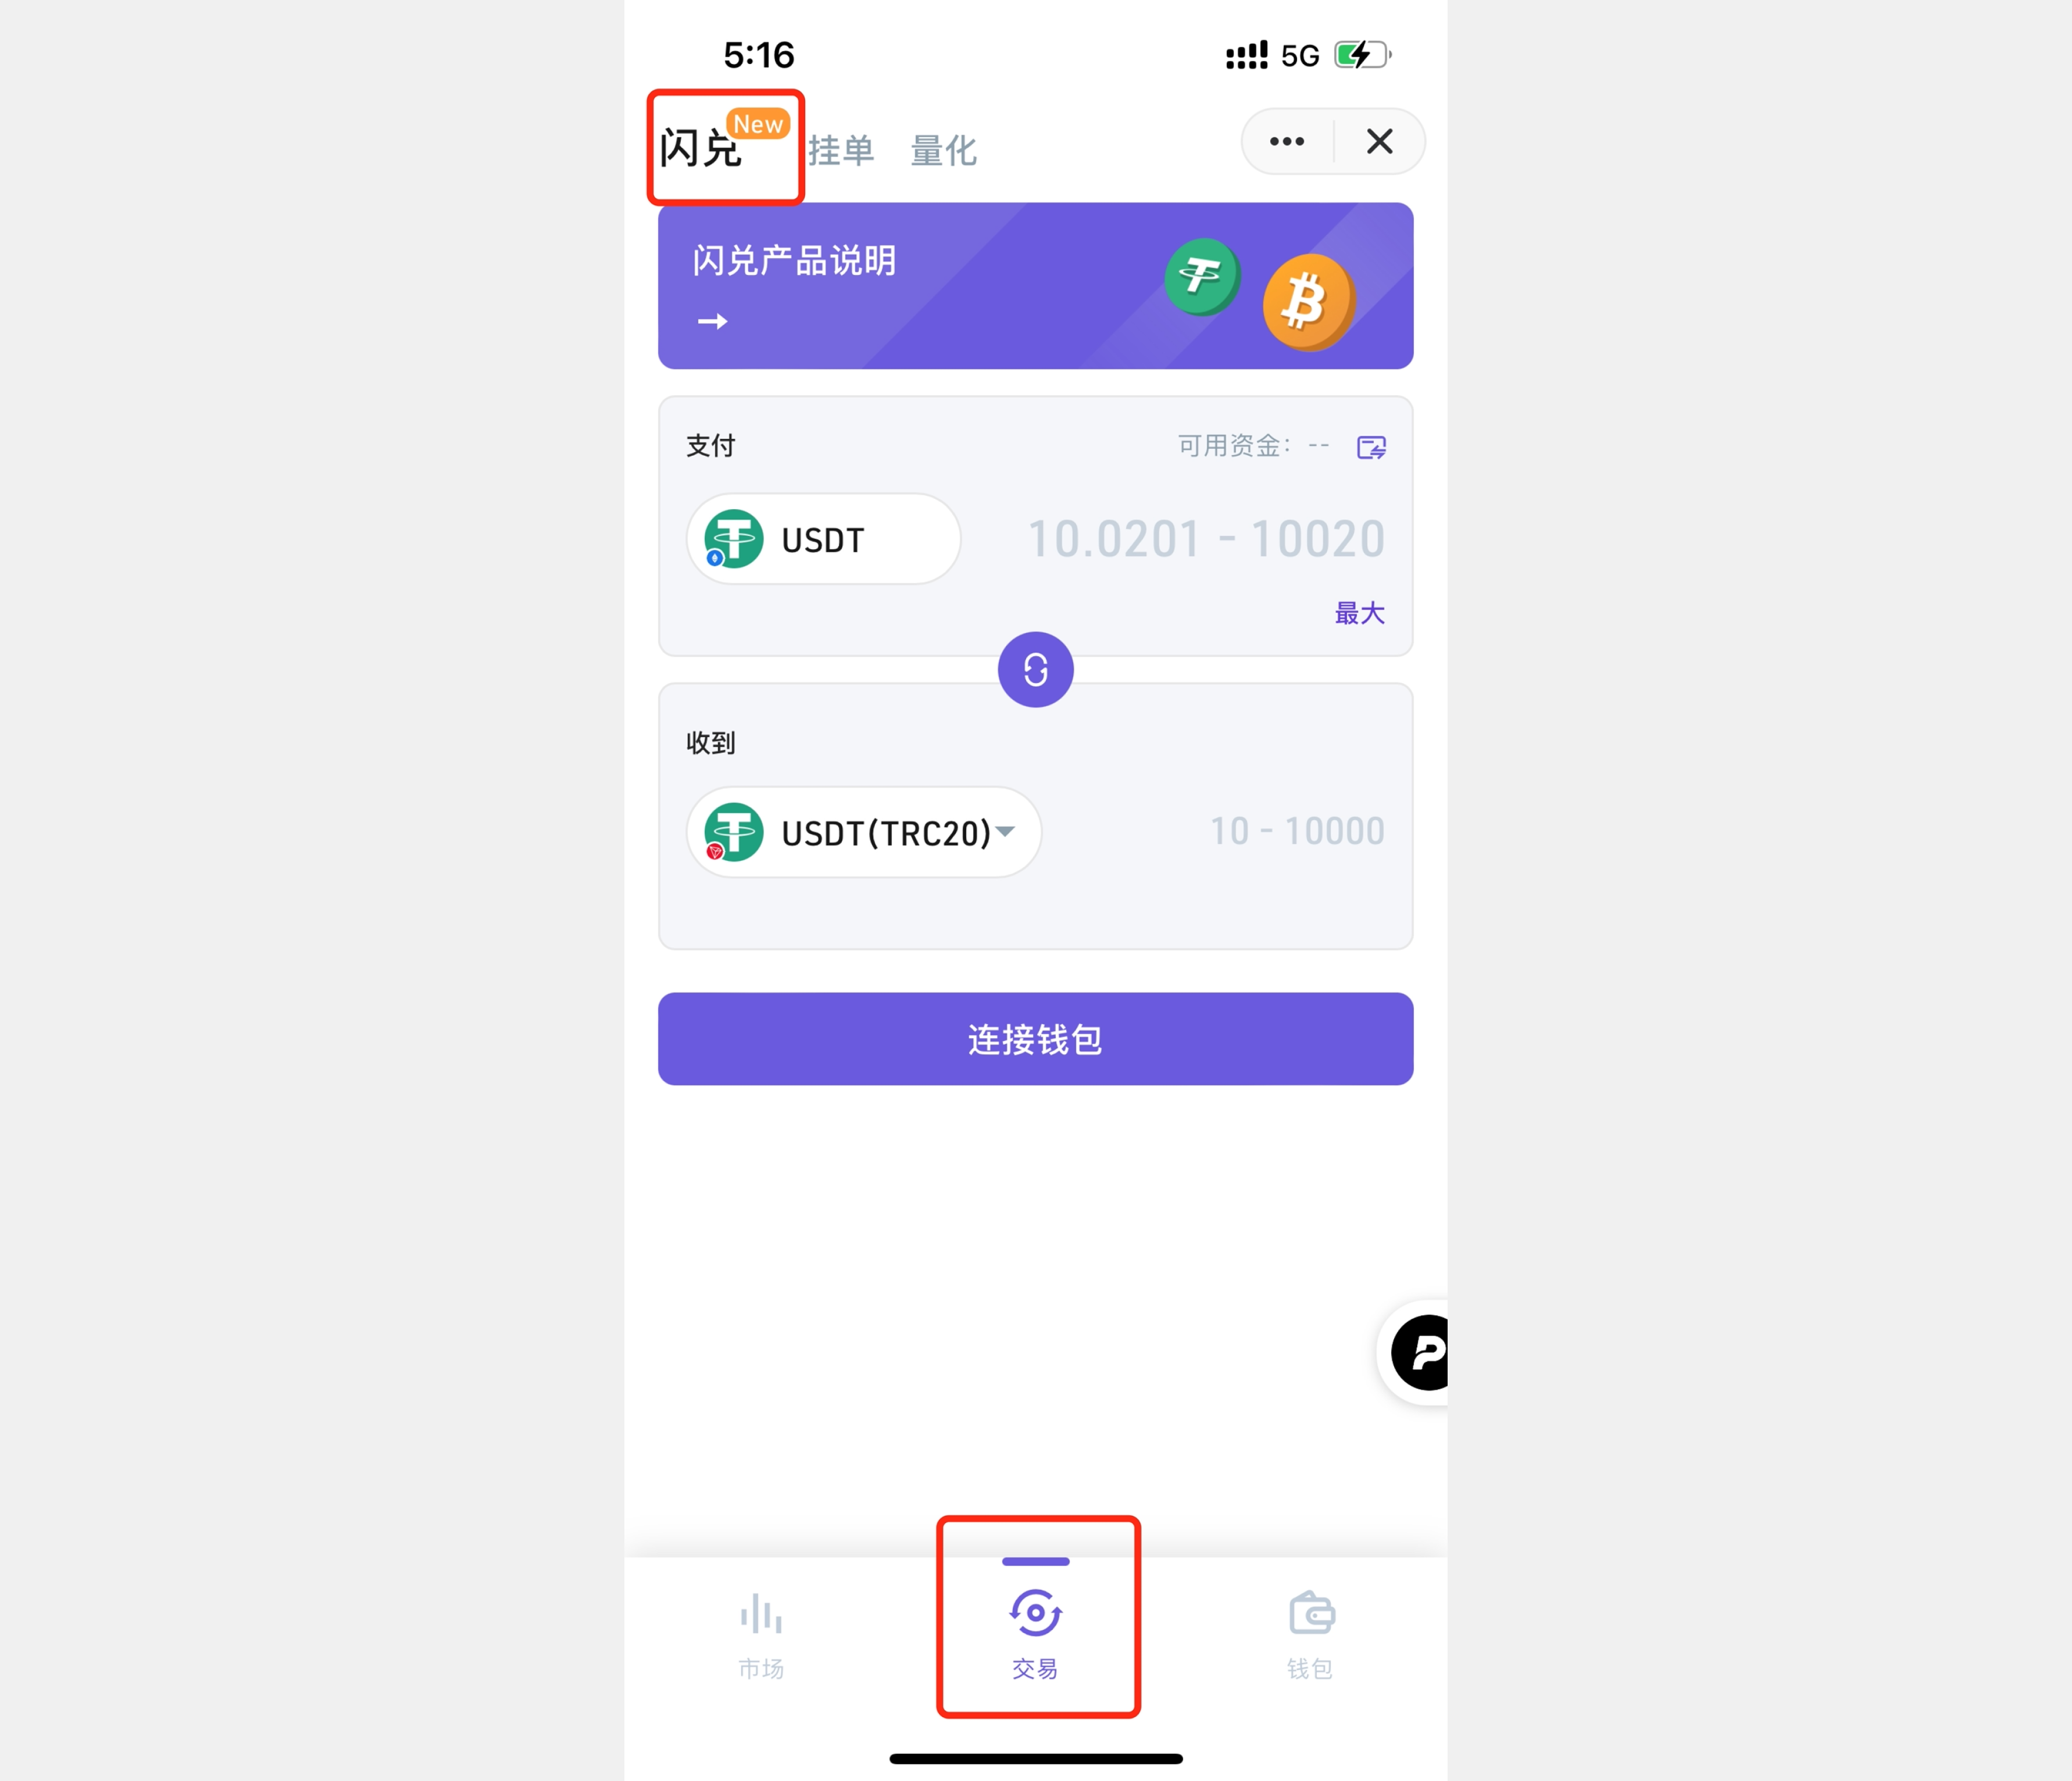 5:16 5G
闪兑 New 挂单 量化
闪兑产品说明
支付 可用资金: --
USDT 10.0201 - 10020
最大
收到
USDT(TRC20) 10 - 10000
连接钱包
市场 交易 钱包